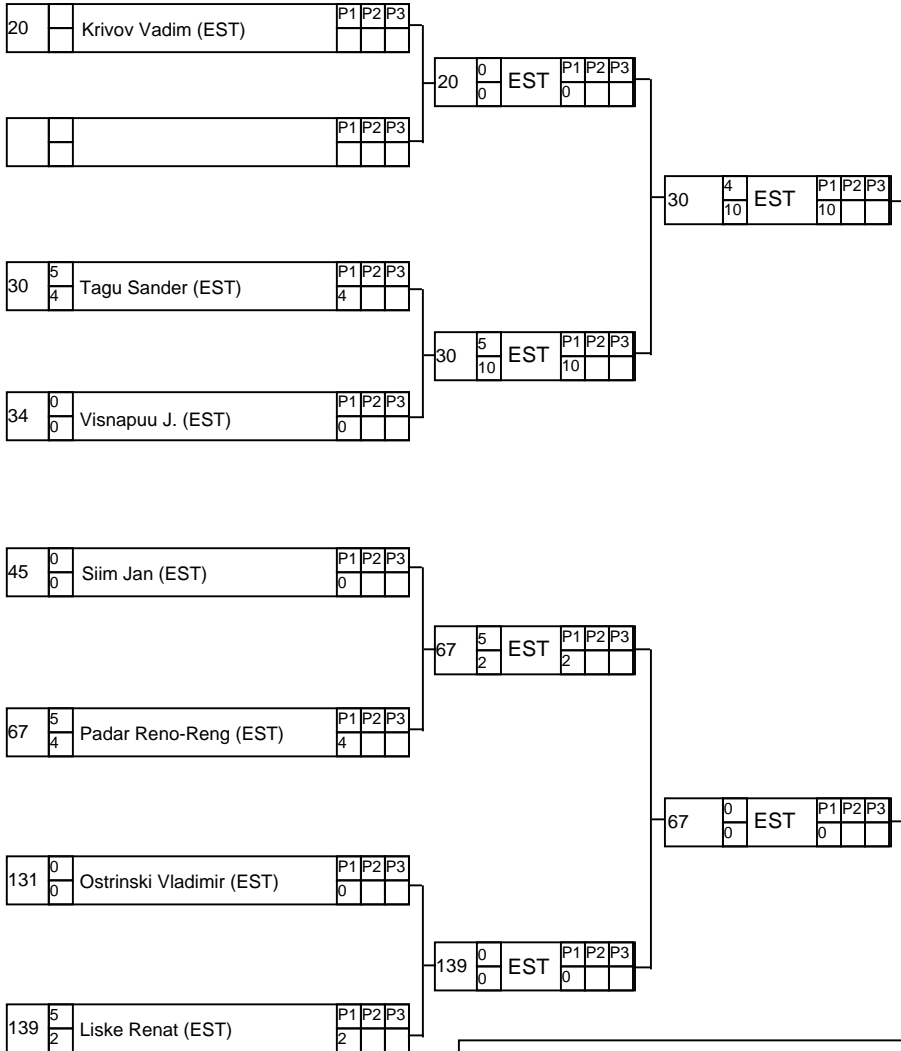 20 Krivov Vadim (EST) P1 P2 P3
20 0 0 EST P1 P2 P3 0
P1 P2 P3
30 4 10 EST P1 P2 P3 10
30 5 4 Tagu Sander (EST) P1 P2 P3 4
30 5 10 EST P1 P2 P3 10
34 0 0 Visnapuu J. (EST) P1 P2 P3 0
45 0 0 Siim Jan (EST) P1 P2 P3 0
67 5 2 EST P1 P2 P3 2
67 5 4 Padar Reno-Reng (EST) P1 P2 P3 4
67 0 0 EST P1 P2 P3 0
131 0 0 Ostrinski Vladimir (EST) P1 P2 P3 0
139 0 0 EST P1 P2 P3 0
139 5 2 Liske Renat (EST) P1 P2 P3 2